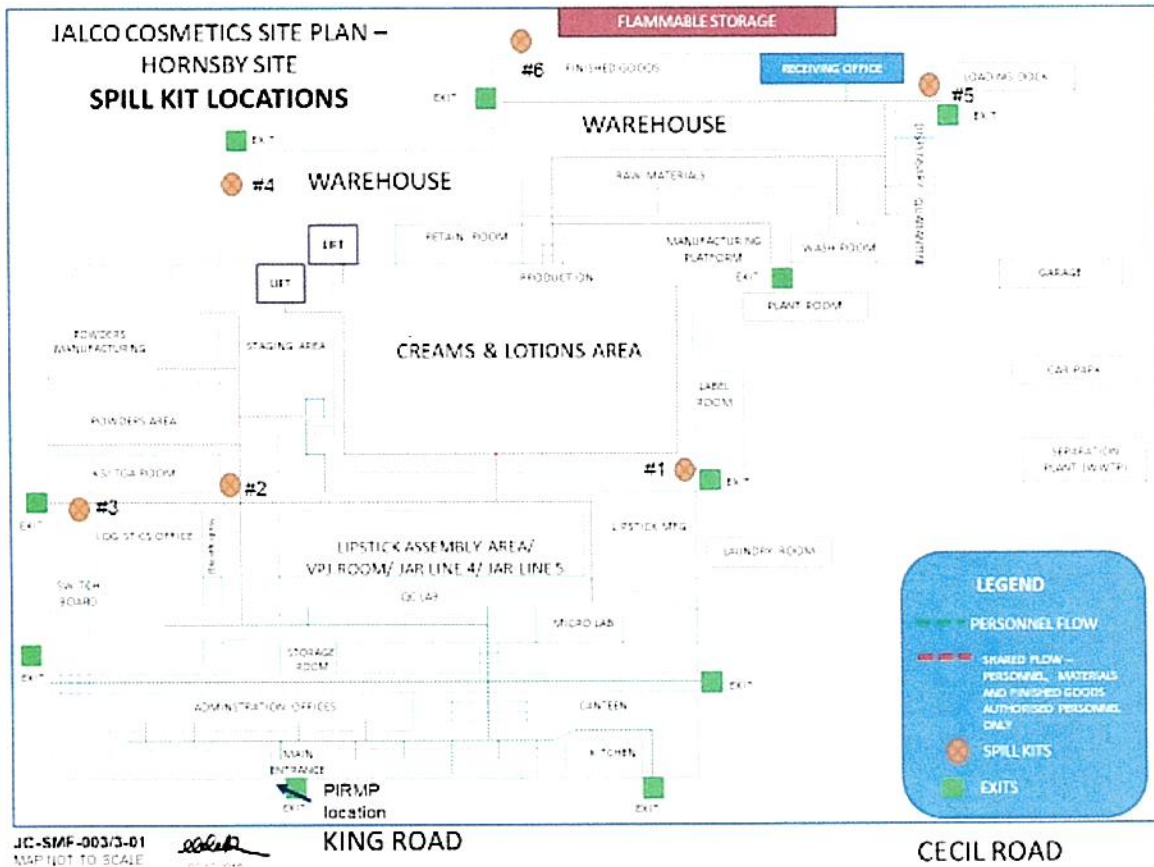 JALCO COSMETICS SITE PLAN –
HORNSBY SITE
SPILL KIT LOCATIONS
FLAMMABLE STORAGE
#6
FINISHED GOODS
RECEIVING OFFICE
LOADING DOCK
#5
EXIT
EXIT
WAREHOUSE
EXIT
#4
WAREHOUSE
RAW MATERIALS
LIFT
LIFT
RETAIN ROOM
MANUFACTURING
PLATFORM
WASH ROOM
PRODUCTION
EXIT
GARAGE
PLANT ROOM
POWDERS
MANUFACTURING
STAGING AREA
CREAMS & LOTIONS AREA
CAR PARK
LABEL
ROOM
POWDERS AREA
SEPARATION
PLANT (WWTP)
KSI TGA ROOM
#2
#1
EXIT
EXIT
#3
LOGISTICS OFFICE
LIPSTICK MFG
LIPSTICK ASSEMBLY AREA/
VPJ ROOM/ JAR LINE 4/ JAR LINE 5
LAUNDRY ROOM
SWITCH
BOARD
QC LAB
MICRO LAB
STORAGE
ROOM
EXIT
EXIT
ADMINSTRATION OFFICES
CANTEEN
MAIN
ENTRANCE
KITCHEN
EXIT
PIRMP
location
EXIT
LEGEND
PERSONNEL FLOW
SHARED FLOW –
PERSONNEL, MATERIALS
AND FINISHED GOODS
AUTHORISED PERSONNEL
ONLY
SPILL KITS
EXITS
JC-SMF-003/3-01
MAP NOT TO SCALE
KING ROAD
CECIL ROAD